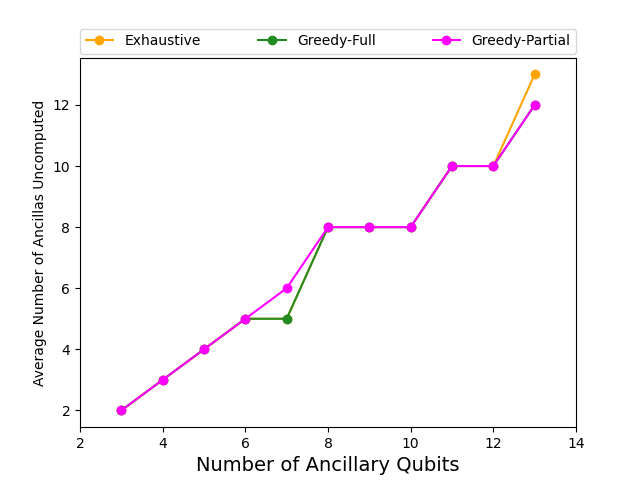 Exhaustive Greedy-Full Greedy-Partial
Average Number of Ancillas Uncomputed
12
10
8
6
4
2
2 4 6 8 10 12 14
Number of Ancillary Qubits